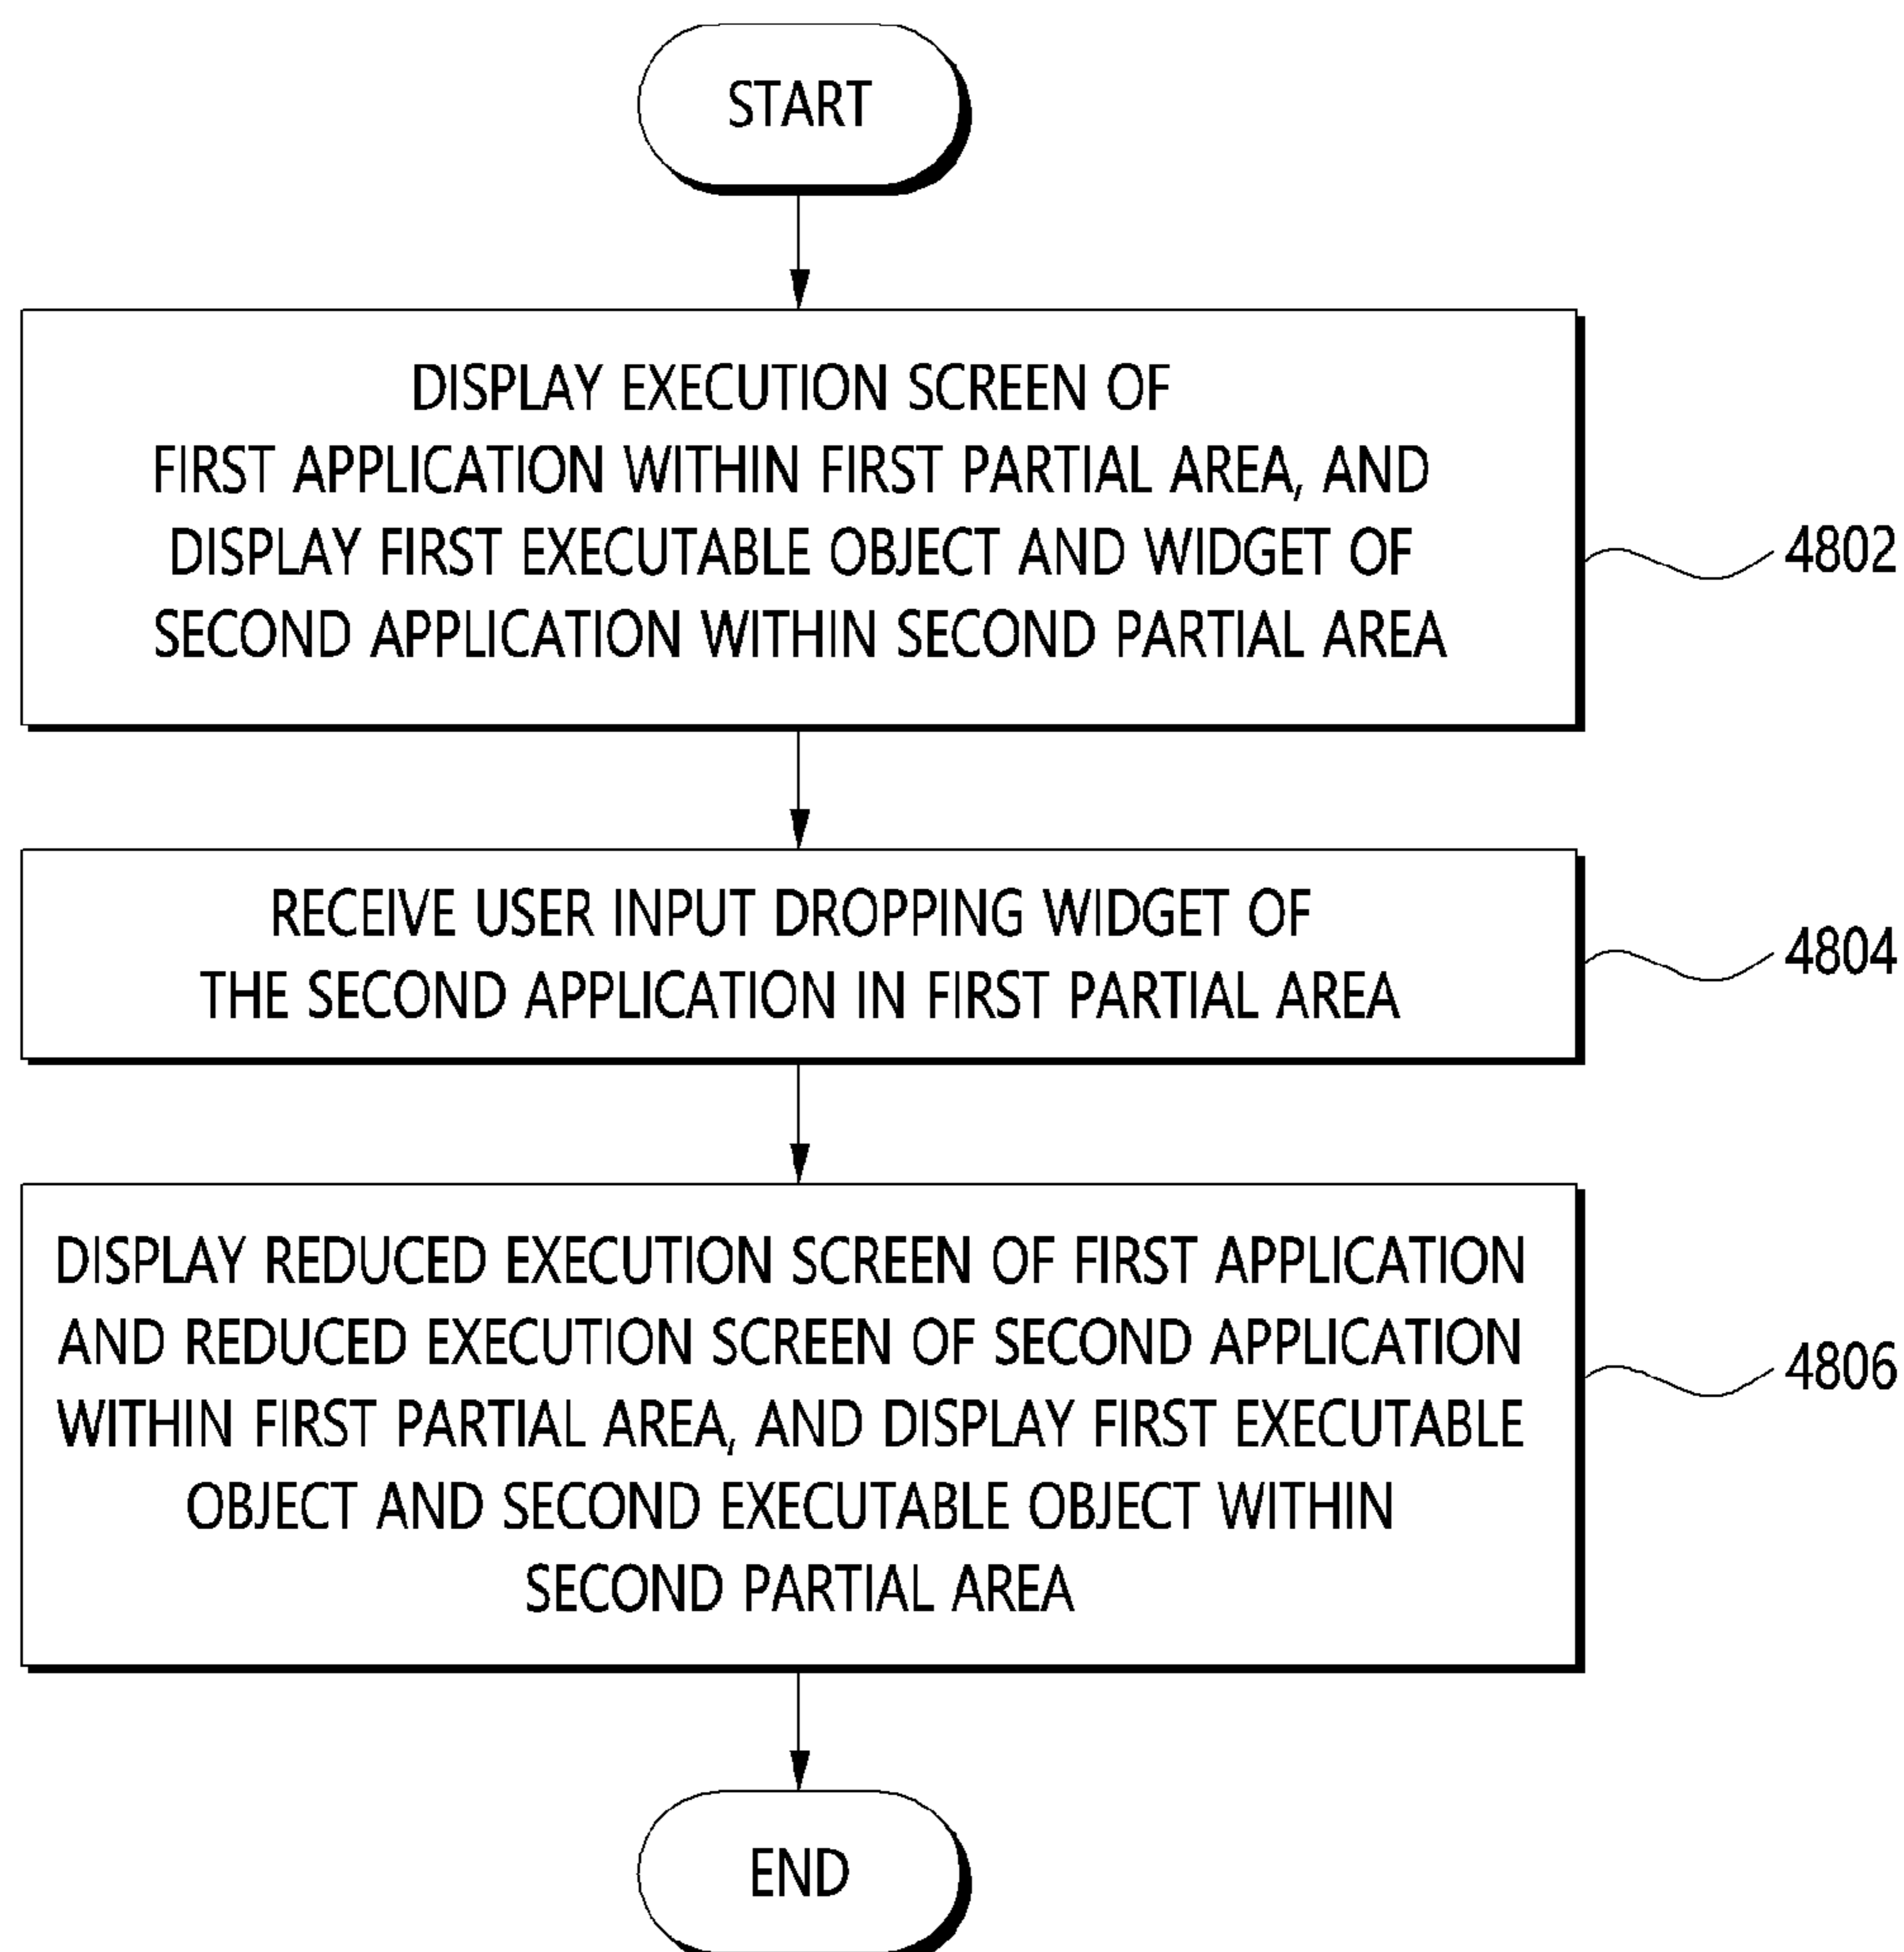 START
DISPLAY EXECUTION SCREEN OF
FIRST APPLICATION WITHIN FIRST PARTIAL AREA, AND
DISPLAY FIRST EXECUTABLE OBJECT AND WIDGET OF
SECOND APPLICATION WITHIN SECOND PARTIAL AREA
4802
RECEIVE USER INPUT DROPPING WIDGET OF
THE SECOND APPLICATION IN FIRST PARTIAL AREA
4804
DISPLAY REDUCED EXECUTION SCREEN OF FIRST APPLICATION
AND REDUCED EXECUTION SCREEN OF SECOND APPLICATION
WITHIN FIRST PARTIAL AREA, AND DISPLAY FIRST EXECUTABLE
OBJECT AND SECOND EXECUTABLE OBJECT WITHIN
SECOND PARTIAL AREA
4806
END